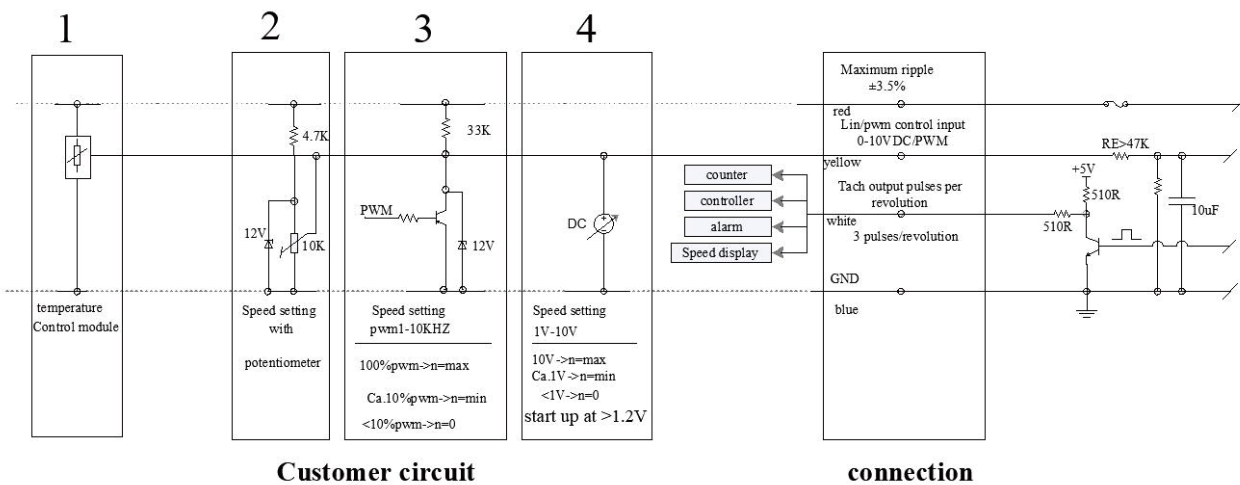 1
2
3
4
Maximum ripple
±3.5%
red
4.7K
33K
Lin/pwm control input
0-10VDC/PWM
RE>47K
yellow
counter
controller
alarm
Speed display
Tach output pulses per
revolution
white
3 pulses/revolution
+5V
510R
510R
10uF
PWM
DC
12V
10K
12V
GND
blue
temperature
Control module
Speed setting
with
potentiometer
Speed setting
pwm1-10KHZ
100%pwm->n=max
Ca.10%pwm->n=min
<10%pwm->n=0
Speed setting
1V-10V
10V->n=max
Ca.1V->n=min
<1V->n=0
start up at >1.2V
Customer circuit
connection